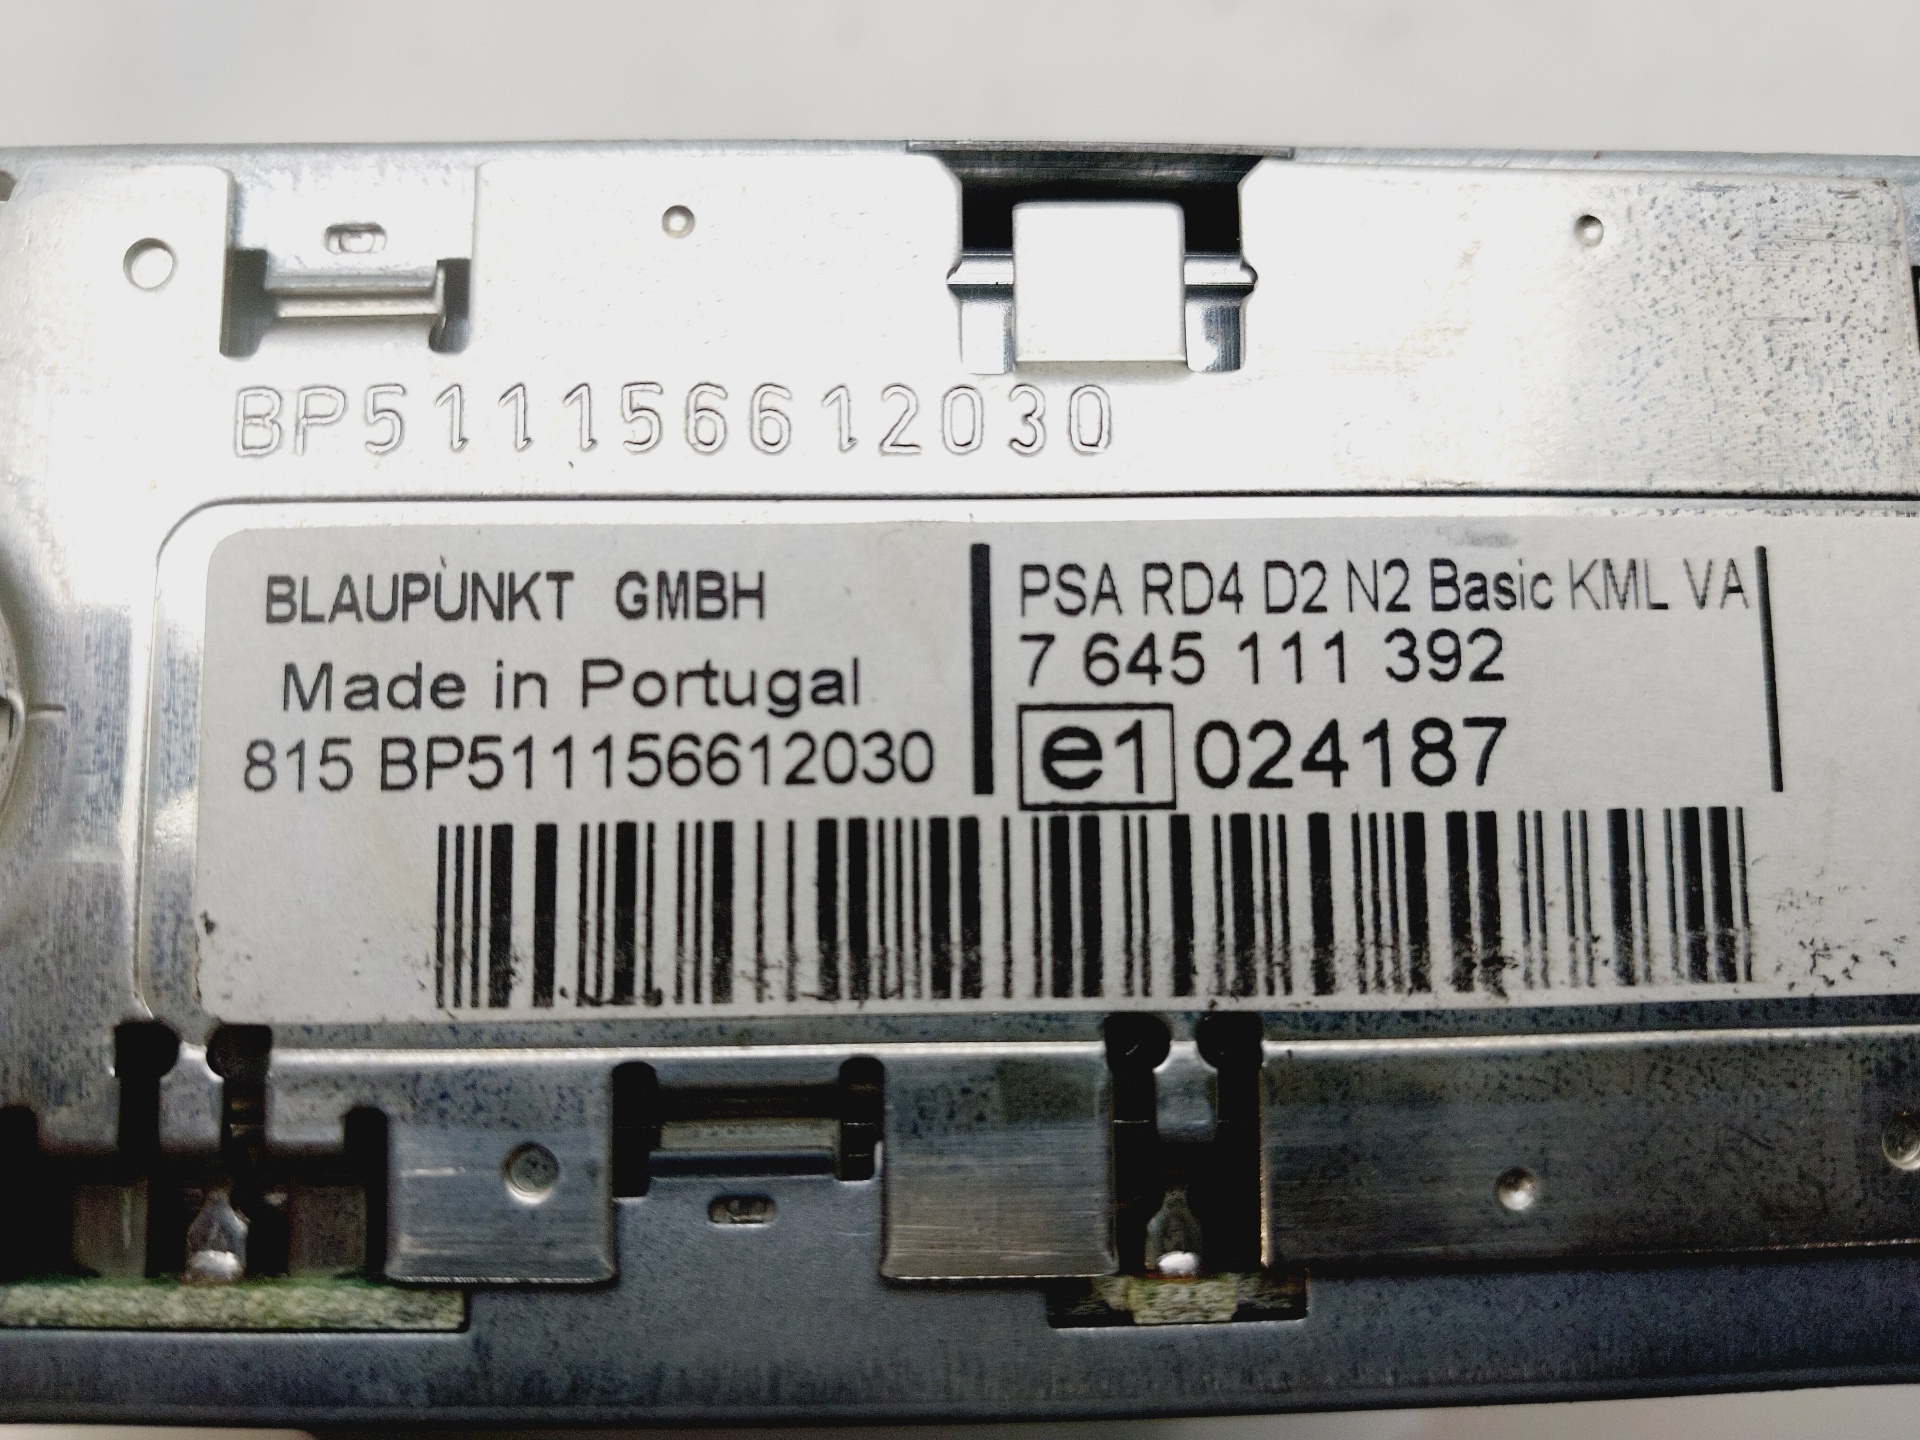 BP511156612030
BLAUPUNKT GMBH
Made in Portugal
815 BP511156612030
PSA RD4 D2 N2 Basic KML VA
7 645 111 392
e1 024187